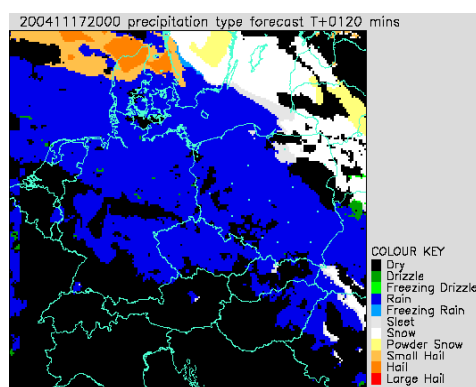 200411172000 precipitation type forecast T+0120 mins
COLOUR KEY
Dry
Drizzle
Freezing Drizzle
Rain
Freezing Rain
Sleet
Snow
Powder Snow
Small Hail
Hail
Large Hail